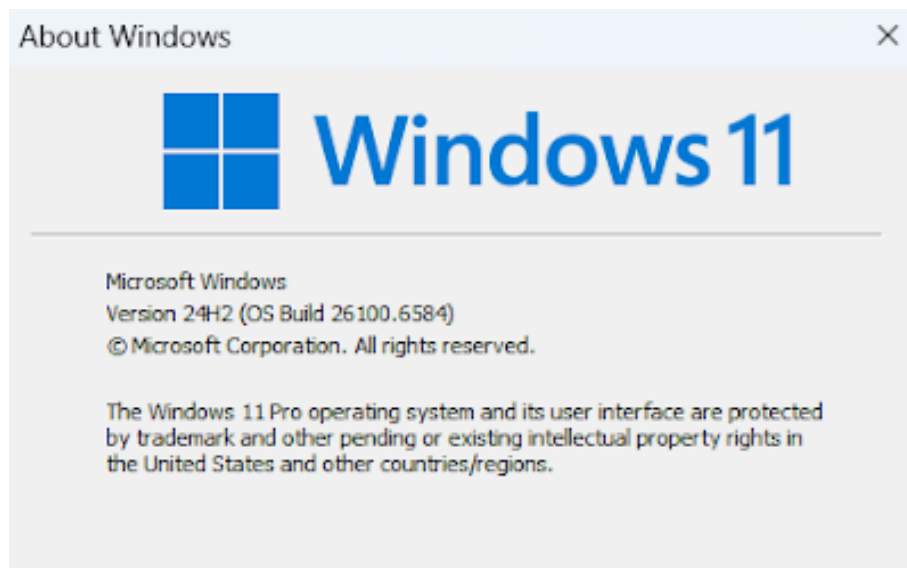 About Windows
Windows 11
Microsoft Windows
Version 24H2 (OS Build 26100.6584)
© Microsoft Corporation. All rights reserved.
The Windows 11 Pro operating system and its user interface are protected
by trademark and other pending or existing intellectual property rights in
the United States and other countries/regions.